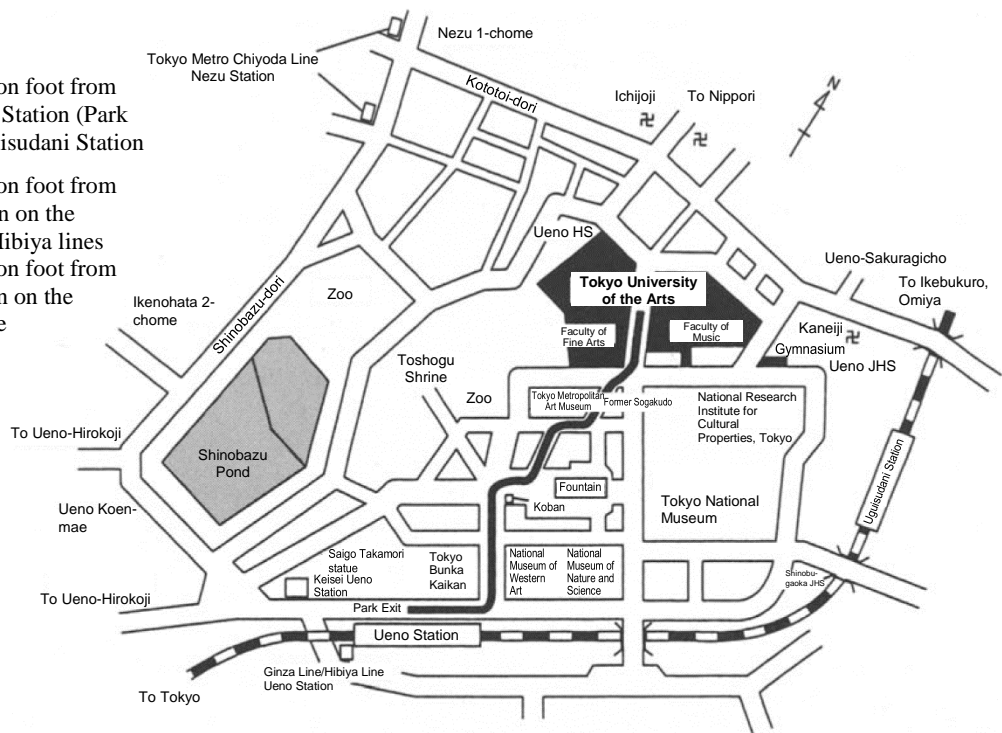 on foot from
Station (Park
isudani Station
on foot from
n on the
Hibiya lines
on foot from
n on the
e
Nezu 1-chome
Tokyo Metro Chiyoda Line
Nezu Station
Kototoi-dori
Ichijoji
To Nippori
N
Ueno HS
Ueno-Sakuragicho
To Ikebukuro,
Omiya
Tokyo University
of the Arts
Faculty of
Fine Arts
Faculty of
Music
Kaneiji
Gymnasium
Ueno JHS
Zoo
Ikenohata 2-
chome
Shinobazu-dori
Toshogu
Shrine
Zoo
Tokyo Metropolitan
Art Museum
Former Sogakudo
National Research
Institute for
Cultural
Properties, Tokyo
To Ueno-Hirokoji
Shinobazu
Pond
Fountain
Koban
Tokyo National
Museum
Uguisudani Station
Ueno Koen-
mae
Saigo Takamori
statue
Keisei Ueno
Station
Tokyo
Bunka
Kaikan
National
Museum of
Western
Art
National
Museum of
Nature and
Science
Shinobu-
gaoka JHS
To Ueno-Hirokoji
Park Exit
Ueno Station
Ginza Line/Hibiya Line
Ueno Station
To Tokyo